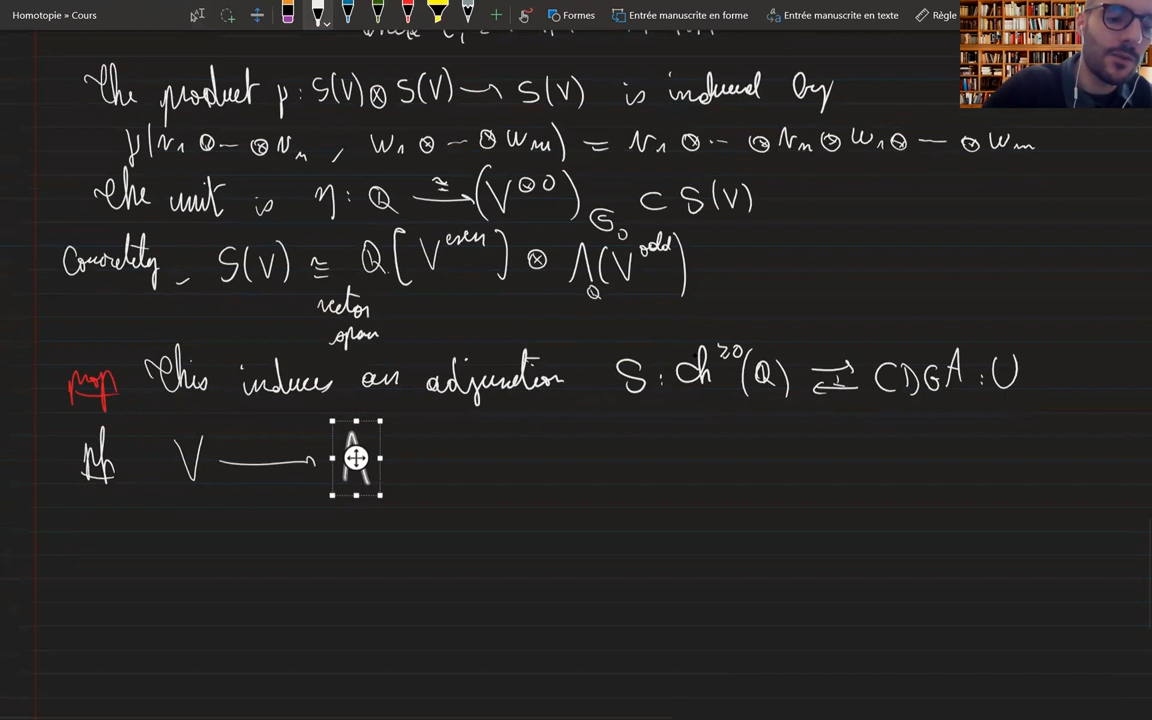 Homotopie » Cours
Formes
Entrée manuscrite en forme
Entrée manuscrite en texte
Règle
The product μ : S(V) ⊗ S(V) → S(V) is induced by
μ(v₁ ⊗ -- ⊗ vₙ , w₁ ⊗ -- ⊗ wₘ) = v₁ ⊗ -- ⊗ vₙ ⊗ w₁ ⊗ -- ⊗ wₘ
The unit is η : Q →≅ (V^{⊗0})_{𝔖₀} ⊂ S(V)
Concretely, S(V) ≅ Q[V^{even}] ⊗ Λ_Q(V^{odd})
vector
space
prop This induces an adjunction S : Ch^{≥0}(Q) ⇄ CDGA : U
pf V → A